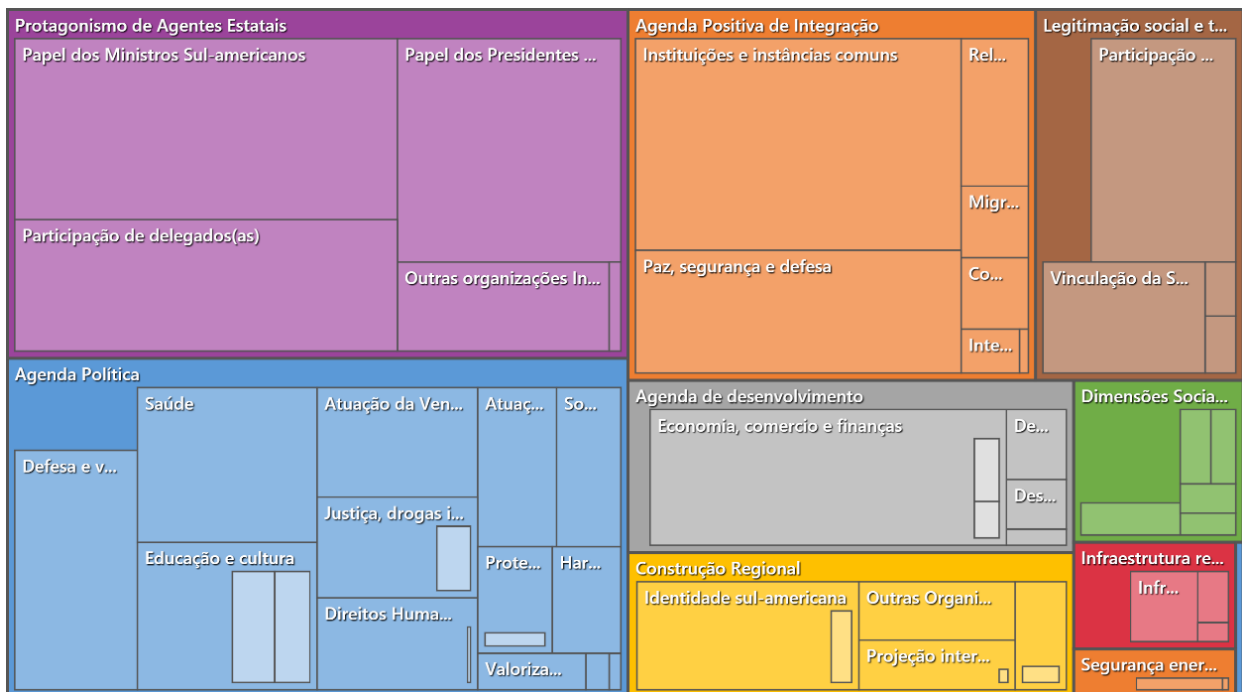 Protagonismo de Agentes Estatais
Papel dos Ministros Sul-americanos
Papel dos Presidentes ...
Participação de delegados(as)
Outras organizações In...
Agenda Política
Saúde
Atuação da Ven...
Atuaç...
So...
Defesa e v...
Justiça, drogas i...
Educação e cultura
Prote...
Har...
Direitos Huma...
Valoriza...
Agenda Positiva de Integração
Instituições e instâncias comuns
Rel...
Migr...
Paz, segurança e defesa
Co...
Inte...
Legitimação social e t...
Participação ...
Vinculação da S...
Agenda de desenvolvimento
Economia, comercio e finanças
De...
Des...
Dimensões Socia...
Construção Regional
Identidade sul-americana
Outras Organi...
Projeção inter...
Infraestrutura re...
Infr...
Segurança ener...